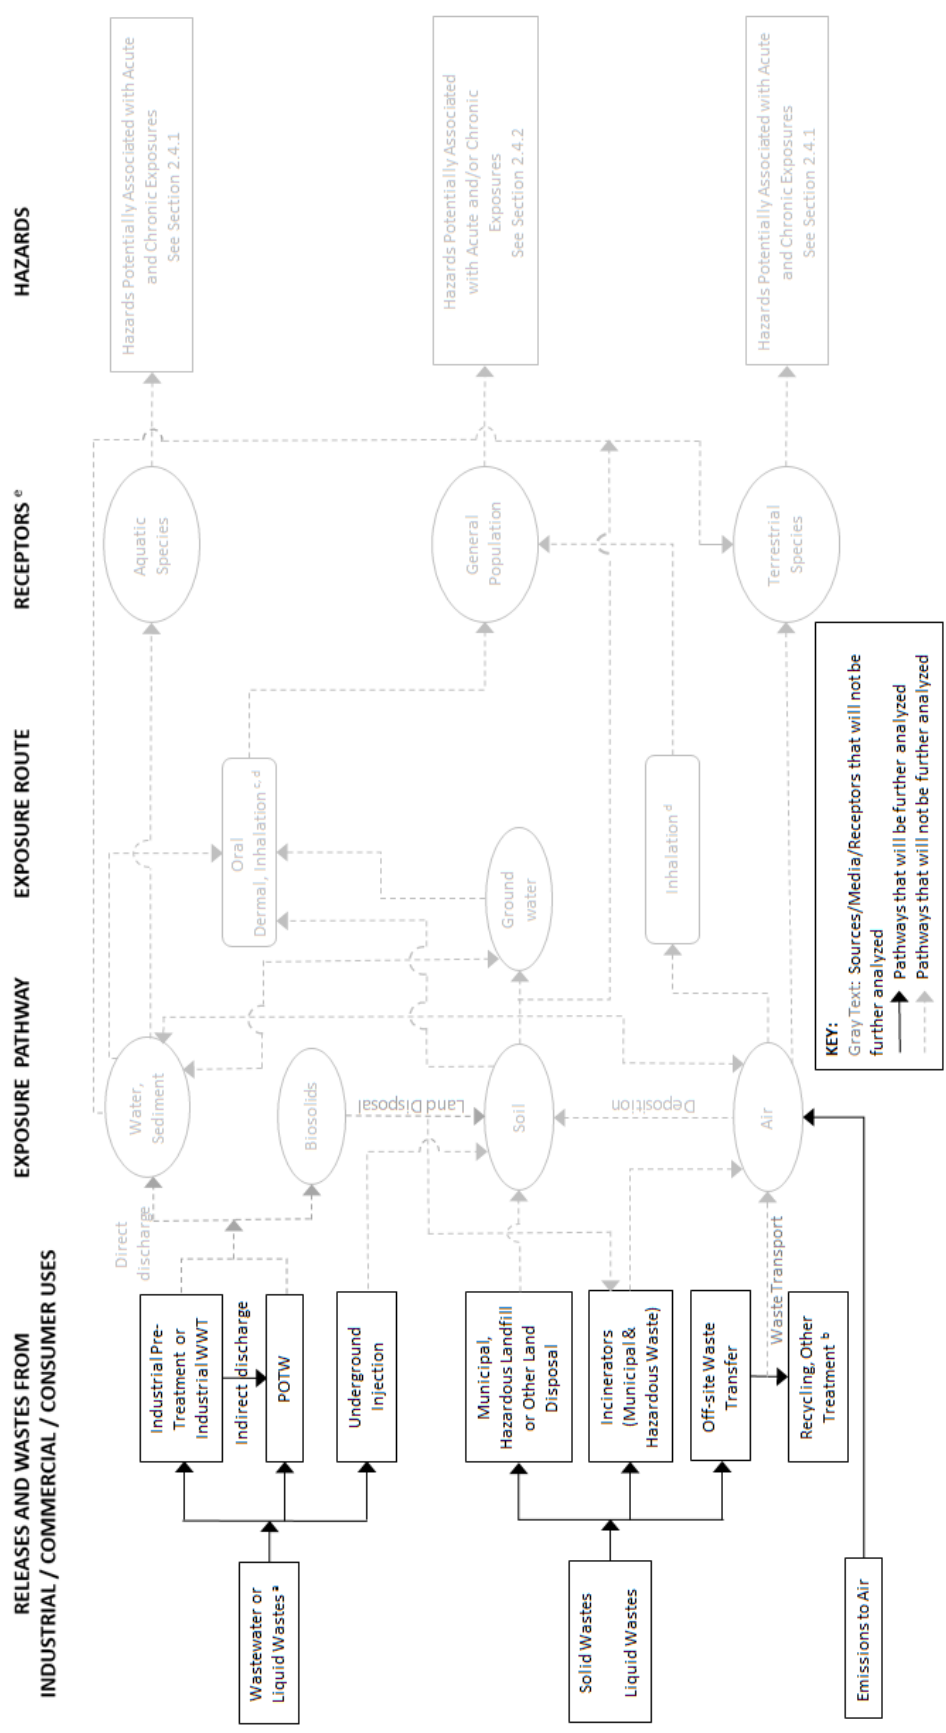 RELEASES AND WASTES FROM
INDUSTRIAL / COMMERCIAL / CONSUMER USES
EXPOSURE PATHWAY
EXPOSURE ROUTE
RECEPTORS e
HAZARDS
Wastewater or
Liquid Wastes a
Industrial Pre-
Treatment or
Industrial WWT
Indirect discharge
POTW
Underground
Injection
Direct
discharge
Water,
Sediment
Biosolids
Land Disposal
Oral
Dermal, Inhalation c, d
Ground
water
Aquatic
Species
Hazards Potentially Associated with Acute
and Chronic Exposures
See Section 2.4.1
Solid Wastes
Liquid Wastes
Municipal,
Hazardous Landfill
or Other Land
Disposal
Incinerators
(Municipal &
Hazardous Waste)
Off-site Waste
Transfer
Recycling, Other
Treatment b
Waste Transport
Soil
Deposition
Air
Inhalation d
General
Population
Hazards Potentially Associated
with Acute and/or Chronic
Exposures
See Section 2.4.2
Terrestrial
Species
Hazards Potentially Associated with Acute
and Chronic Exposures
See Section 2.4.1
Emissions to Air
KEY:
Gray Text: Sources/Media/Receptors that will not be
further analyzed
Pathways that will be further analyzed
Pathways that will not be further analyzed